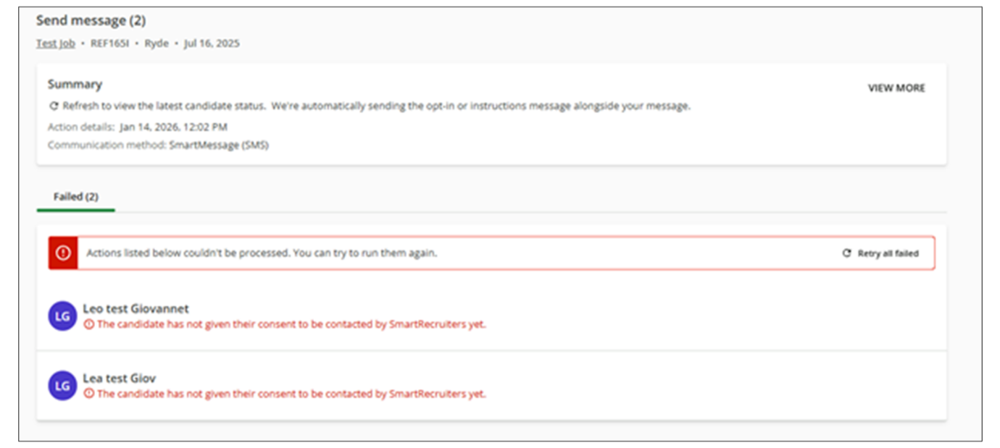 Send message (2)
Test Job • REF165I • Ryde • Jul 16, 2025
Summary
VIEW MORE
Refresh to view the latest candidate status. We're automatically sending the opt-in or instructions message alongside your message.
Action details: Jan 14, 2026, 12:02 PM
Communication method: SmartMessage (SMS)
Failed (2)
Actions listed below couldn't be processed. You can try to run them again.
Retry all failed
LG
Leo test Giovannet
The candidate has not given their consent to be contacted by SmartRecruiters yet.
LG
Lea test Giov
The candidate has not given their consent to be contacted by SmartRecruiters yet.